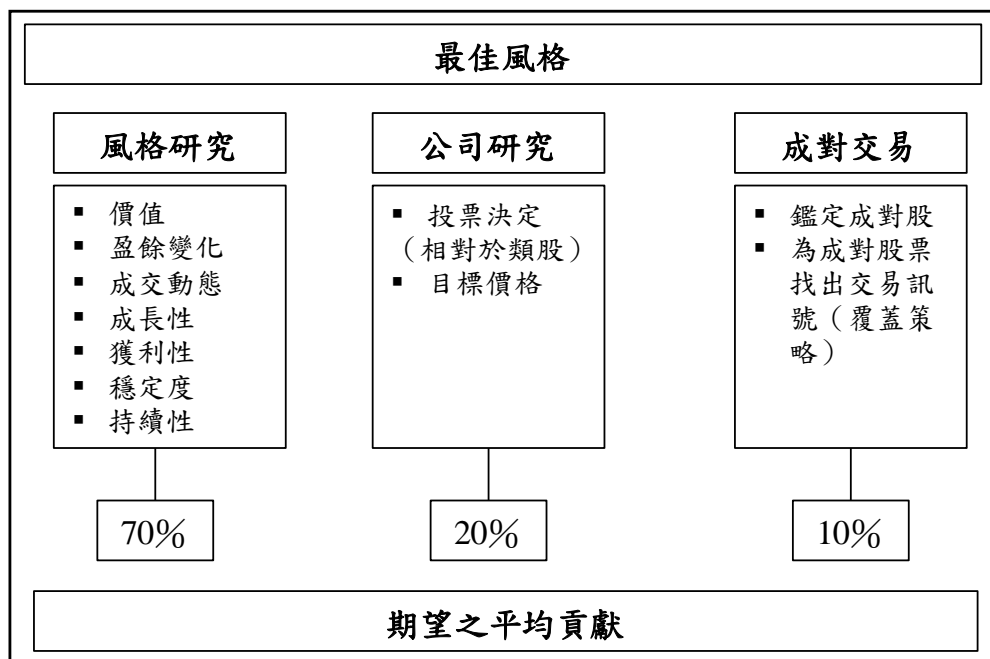 最佳風格
風格研究
▪ 價值
▪ 盈餘變化
▪ 成交動態
▪ 成長性
▪ 獲利性
▪ 穩定度
▪ 持續性
70%
公司研究
▪ 投票決定
（相對於類股）
▪ 目標價格
20%
成對交易
▪ 鑑定成對股
▪ 為成對股票
找出交易訊
號（覆蓋策
略）
10%
期望之平均貢獻